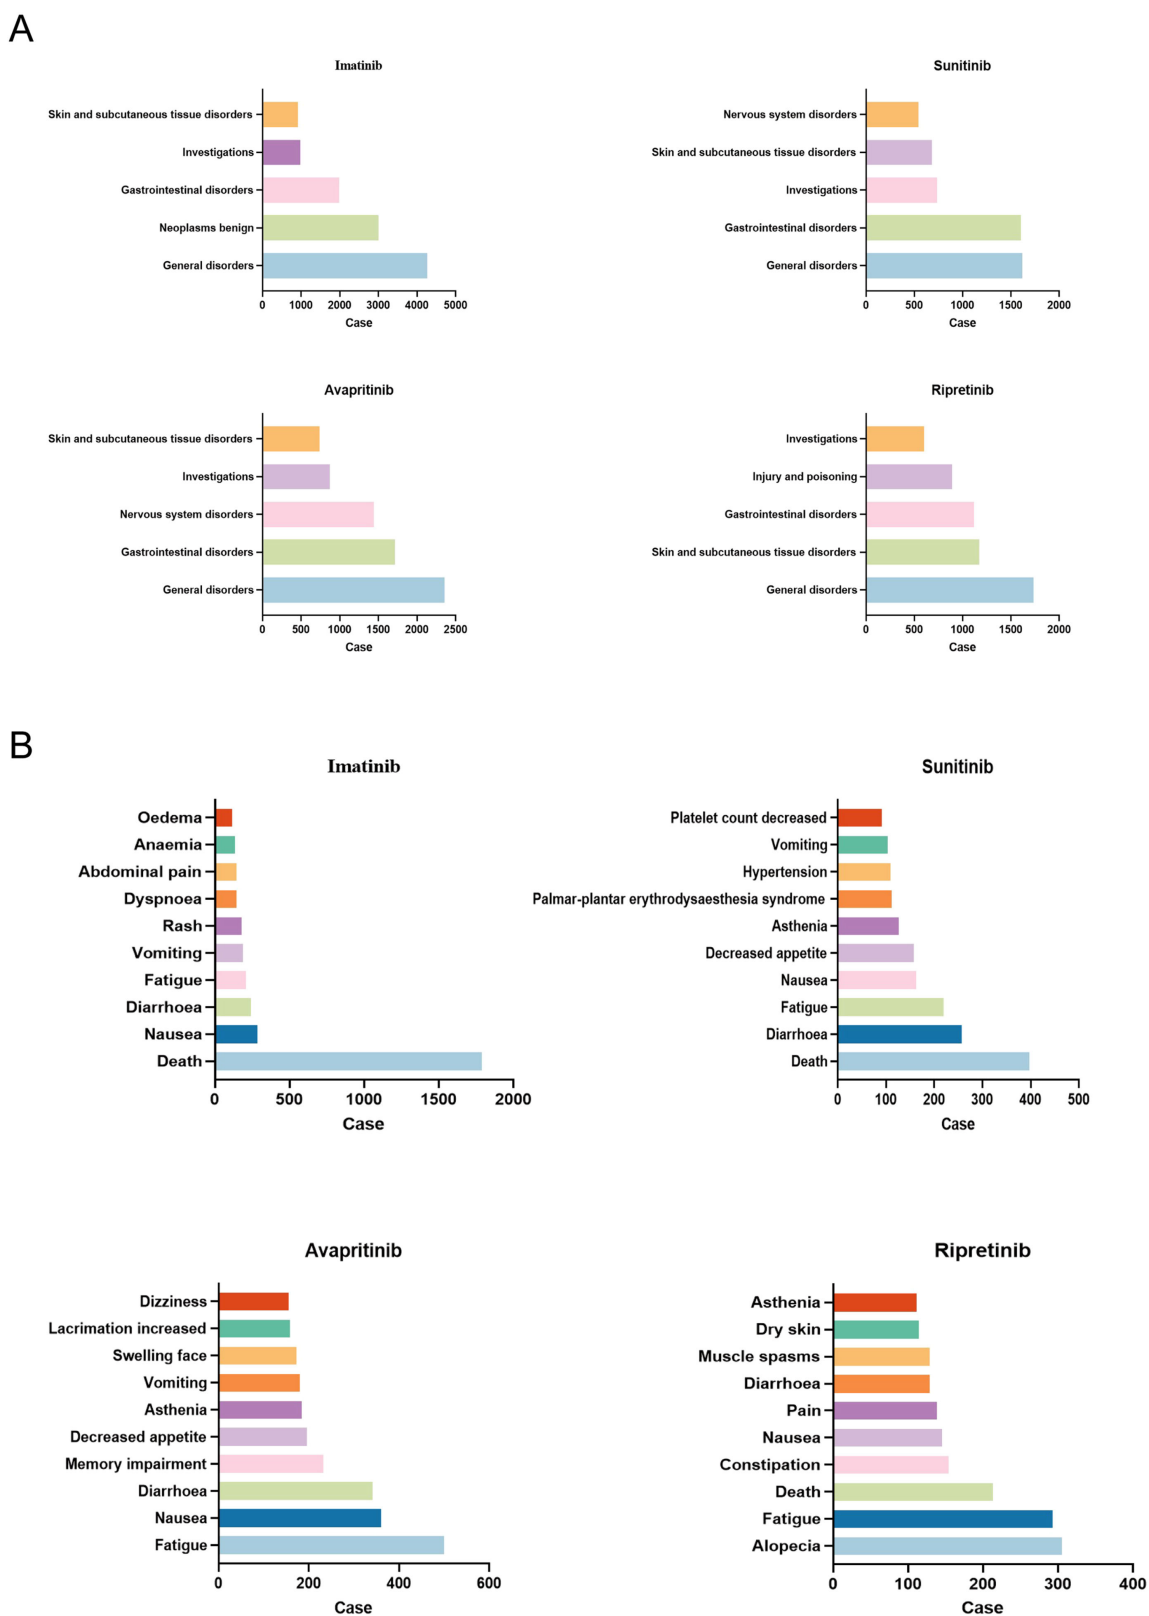 A
Imatinib
Skin and subcutaneous tissue disorders
Investigations
Gastrointestinal disorders
Neoplasms benign
General disorders
0 1000 2000 3000 4000 5000
Case
Sunitinib
Nervous system disorders
Skin and subcutaneous tissue disorders
Investigations
Gastrointestinal disorders
General disorders
0 500 1000 1500 2000
Case
Avapritinib
Skin and subcutaneous tissue disorders
Investigations
Nervous system disorders
Gastrointestinal disorders
General disorders
0 500 1000 1500 2000 2500
Case
Ripretinib
Investigations
Injury and poisoning
Gastrointestinal disorders
Skin and subcutaneous tissue disorders
General disorders
0 500 1000 1500 2000
Case
B
Imatinib
Oedema
Anaemia
Abdominal pain
Dyspnoea
Rash
Vomiting
Fatigue
Diarrhoea
Nausea
Death
0 500 1000 1500 2000
Case
Sunitinib
Platelet count decreased
Vomiting
Hypertension
Palmar-plantar erythrodysaesthesia syndrome
Asthenia
Decreased appetite
Nausea
Fatigue
Diarrhoea
Death
0 100 200 300 400 500
Case
Avapritinib
Dizziness
Lacrimation increased
Swelling face
Vomiting
Asthenia
Decreased appetite
Memory impairment
Diarrhoea
Nausea
Fatigue
0 200 400 600
Case
Ripretinib
Asthenia
Dry skin
Muscle spasms
Diarrhoea
Pain
Nausea
Constipation
Death
Fatigue
Alopecia
0 100 200 300 400
Case